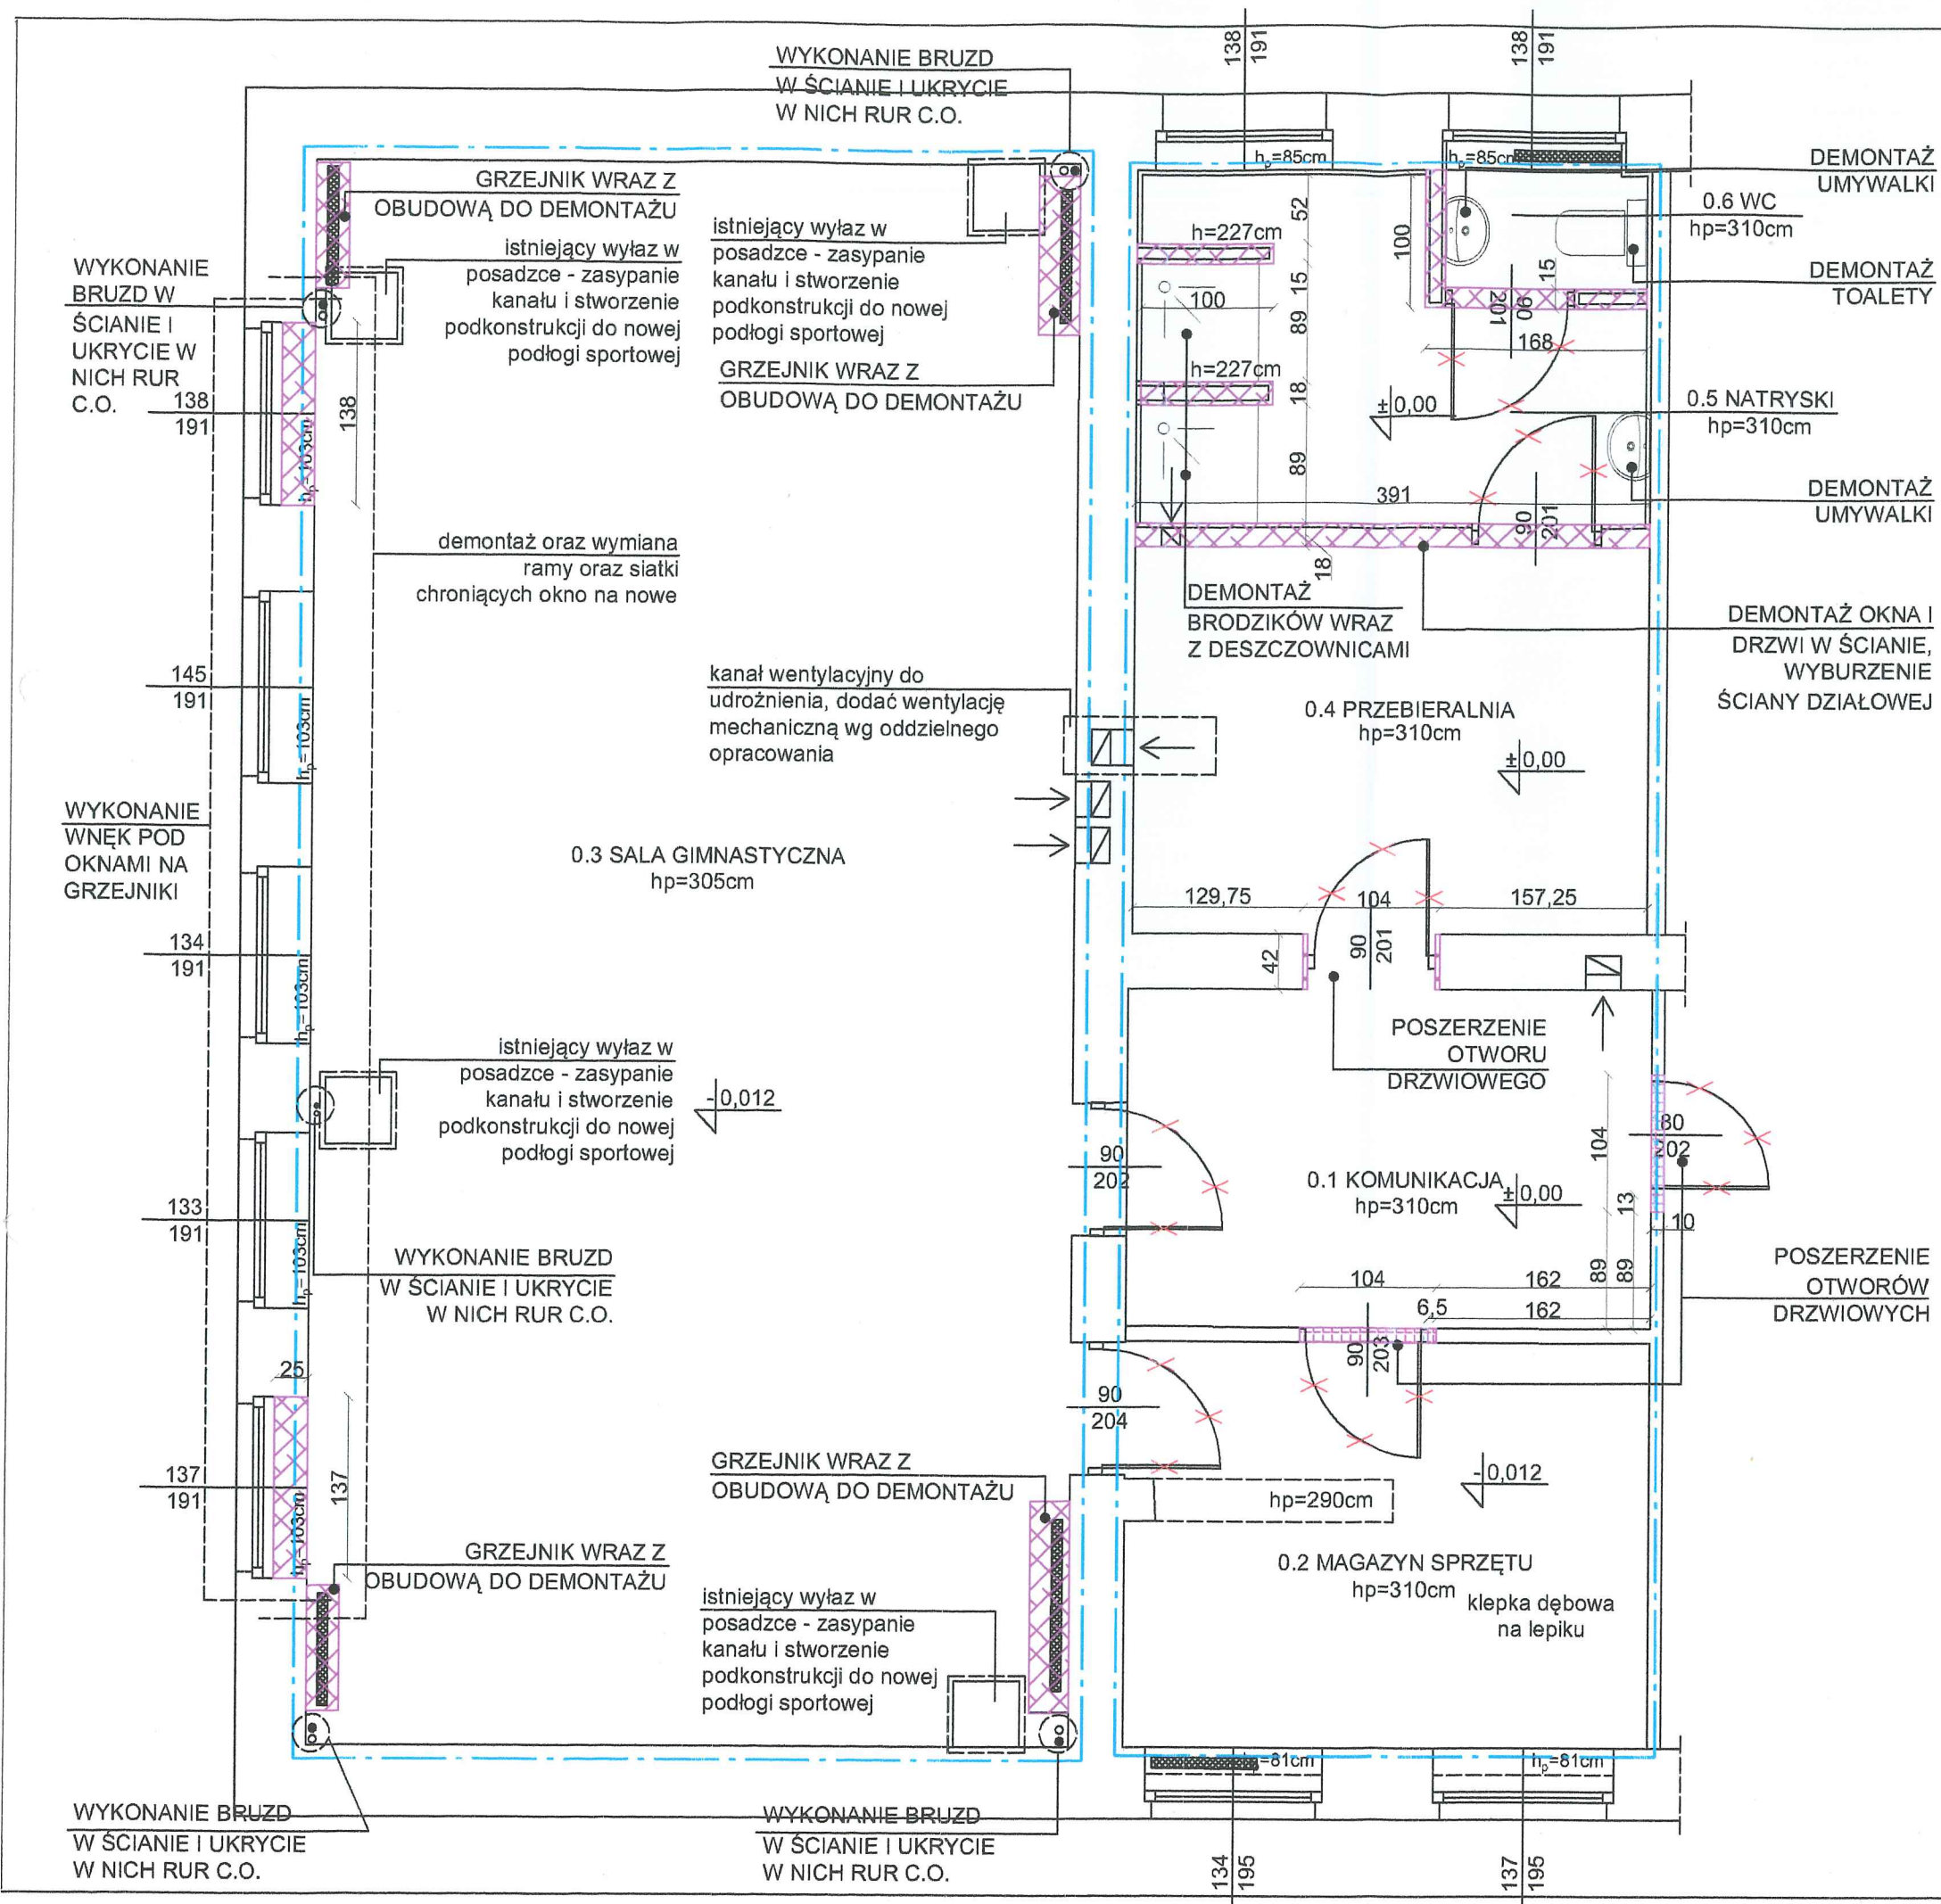 138
191
138
191
WYKONANIE BRUZD
W ŚCIANIE I UKRYCIE
W NICH RUR C.O.
hp=85cm
hp=85cm
DEMONTAŻ
UMYWALKI
GRZEJNIK WRAZ Z
OBUDOWĄ DO DEMONTAŻU
0.6 WC
hp=310cm
istniejący wyłaz w
posadzce - zasypanie
kanału i stworzenie
podkonstrukcji do nowej
podłogi sportowej
istniejący wyłaz w
posadzce - zasypanie
kanału i stworzenie
podkonstrukcji do nowej
podłogi sportowej
h=227cm
52
100
15
DEMONTAŻ
TOALETY
WYKONANIE
BRUZD W
ŚCIANIE I
UKRYCIE W
NICH RUR
C.O.
100
15
89
90
201
168
GRZEJNIK WRAZ Z
OBUDOWĄ DO DEMONTAŻU
h=227cm
18
±0,00
0.5 NATRYSKI
hp=310cm
138
191
hp=103cm
138
89
391
DEMONTAŻ
UMYWALKI
90
201
18
demontaż oraz wymiana
ramy oraz siatki
chroniących okno na nowe
DEMONTAŻ
BRODZIKÓW WRAZ
Z DESZCZOWNICAMI
DEMONTAŻ OKNA I
DRZWI W ŚCIANIE,
WYBURZENIE
ŚCIANY DZIAŁOWEJ
145
191
hp=103cm
kanał wentylacyjny do
udrożnienia, dodać wentylację
mechaniczną wg oddzielnego
opracowania
0.4 PRZEBIERALNIA
hp=310cm
±0,00
WYKONANIE
WNĘK POD
OKNAMI NA
GRZEJNIKI
0.3 SALA GIMNASTYCZNA
hp=305cm
129,75
104
157,25
134
191
hp=103cm
42
90
201
POSZERZENIE
OTWORU
DRZWIOWEGO
istniejący wyłaz w
posadzce - zasypanie
kanału i stworzenie
podkonstrukcji do nowej
podłogi sportowej
-0,012
90
202
104
80
202
0.1 KOMUNIKACJA
hp=310cm
±0,00
13
10
133
191
hp=103cm
WYKONANIE BRUZD
W ŚCIANIE I UKRYCIE
W NICH RUR C.O.
104
162
89
89
6,5
162
POSZERZENIE
OTWORÓW
DRZWIOWYCH
25
90
203
90
204
137
191
hp=103cm
137
GRZEJNIK WRAZ Z
OBUDOWĄ DO DEMONTAŻU
-0,012
hp=290cm
GRZEJNIK WRAZ Z
OBUDOWĄ DO DEMONTAŻU
0.2 MAGAZYN SPRZĘTU
hp=310cm
klepka dębowa
na lepiku
istniejący wyłaz w
posadzce - zasypanie
kanału i stworzenie
podkonstrukcji do nowej
podłogi sportowej
=81cm
hp=81cm
WYKONANIE BRUZD
W ŚCIANIE I UKRYCIE
W NICH RUR C.O.
WYKONANIE BRUZD
W ŚCIANIE I UKRYCIE
W NICH RUR C.O.
134
195
137
195